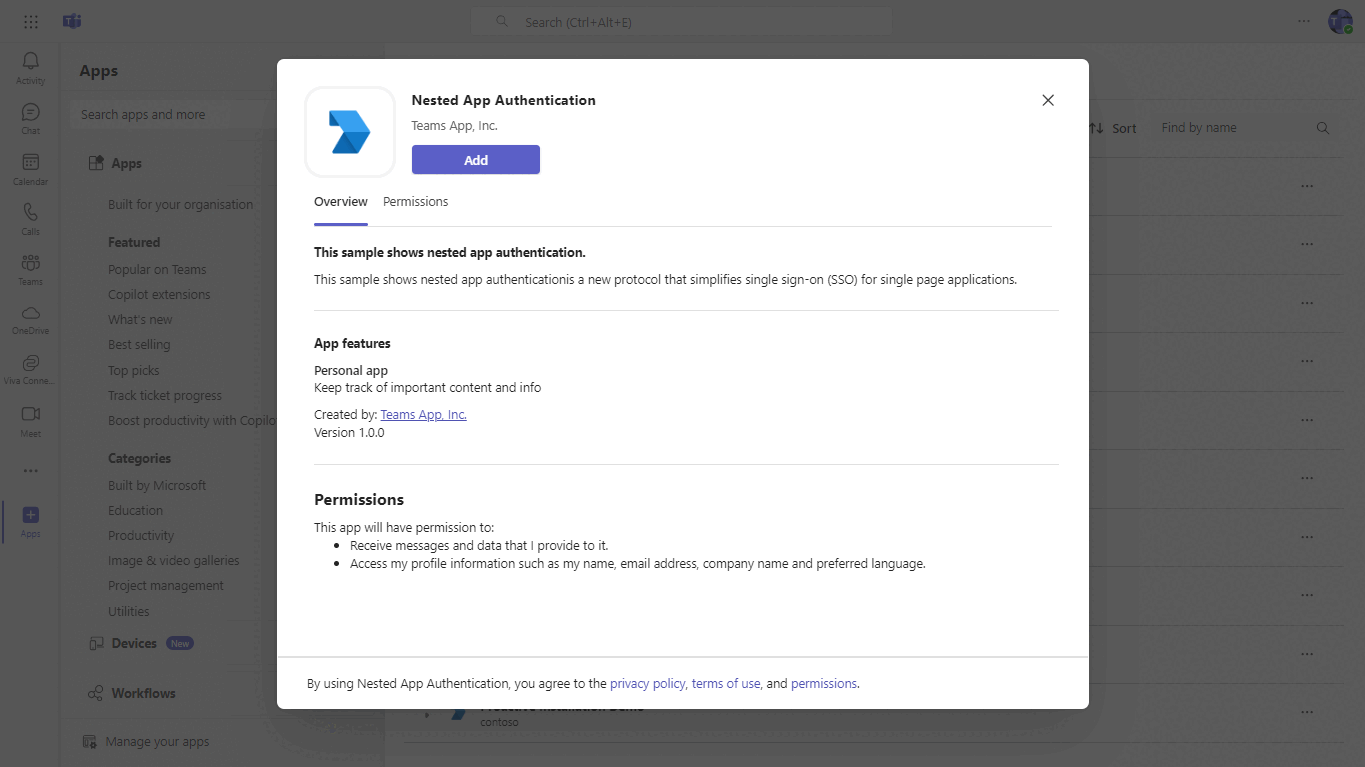 Search (Ctrl+Alt+E)
Activity
Chat
Calendar
Calls
Teams
OneDrive
Viva Conne...
Meet
Apps
Apps
Search apps and more
Apps
Built for your organisation
Featured
Popular on Teams
Copilot extensions
What's new
Best selling
Top picks
Track ticket progress
Boost productivity with Copilo
Categories
Built by Microsoft
Education
Productivity
Image & video galleries
Project management
Utilities
Devices New
Workflows
Manage your apps
Sort
Find by name
Nested App Authentication
Teams App, Inc.
Add
Overview Permissions
This sample shows nested app authentication.
This sample shows nested app authenticationis a new protocol that simplifies single sign-on (SSO) for single page applications.
App features
Personal app
Keep track of important content and info
Created by: Teams App, Inc.
Version 1.0.0
Permissions
This app will have permission to:
• Receive messages and data that I provide to it.
• Access my profile information such as my name, email address, company name and preferred language.
By using Nested App Authentication, you agree to the privacy policy, terms of use, and permissions.
Proactive Installation Demo
contoso